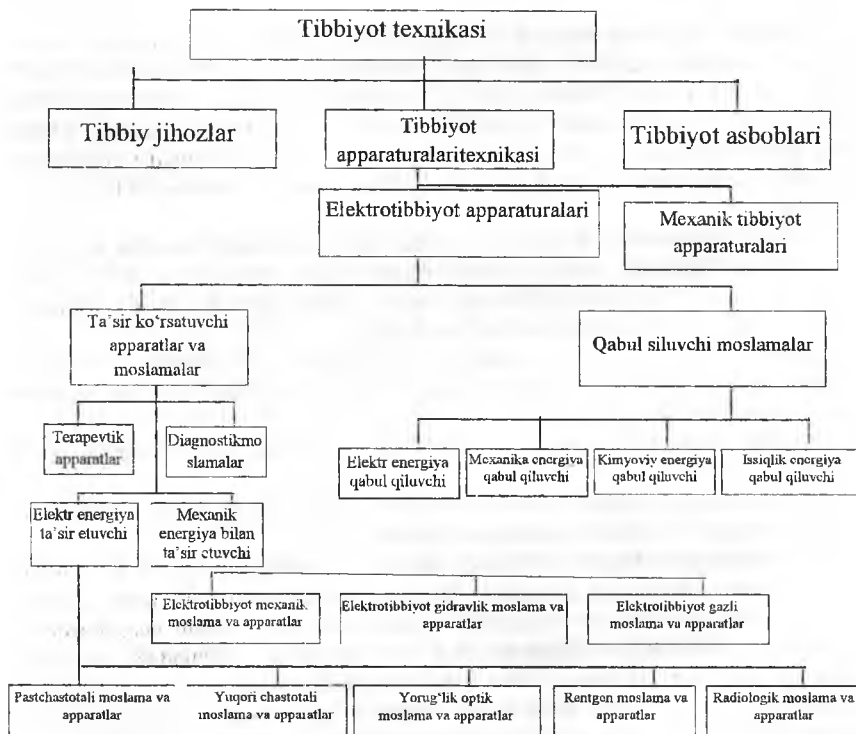 Tibbiyot texnikasi
Tibbiy jihozlar
Tibbiyot
apparaturalaritexnikasi
Tibbiyot asboblari
Elektrotibbiyot apparaturalari
Mexanik tibbiyot
apparaturalari
Ta'sir ko‘rsatuvchi
apparatlar va
moslamalar
Qabul siluvchi moslamalar
Terapevtik
apparatlar
Diagnostikmo
slamalar
Elektr energiya
qabul qiluvchi
Mexanika energiya
qabul qiluvchi
Kimyoviy energiya
qabul qiluvchi
Issiqlik energiya
qabul qiluvchi
Elektr energiya
ta'sir etuvchi
Mexanik
energiya bilan
ta'sir etuvchi
Elektrotibbiyot mexanik
moslama va apparatlar
Elektrotibbiyot gidravlik moslama va
apparatlar
Elektrotibbiyot gazli
moslama va apparatlar
Pastchastotali moslama va
apparatlar
Yuqori chastotali
moslama va apparatlar
Yorug‘lik optik
moslama va apparatlar
Rentgen moslama va
apparatlar
Radiologik moslama va
apparatlar